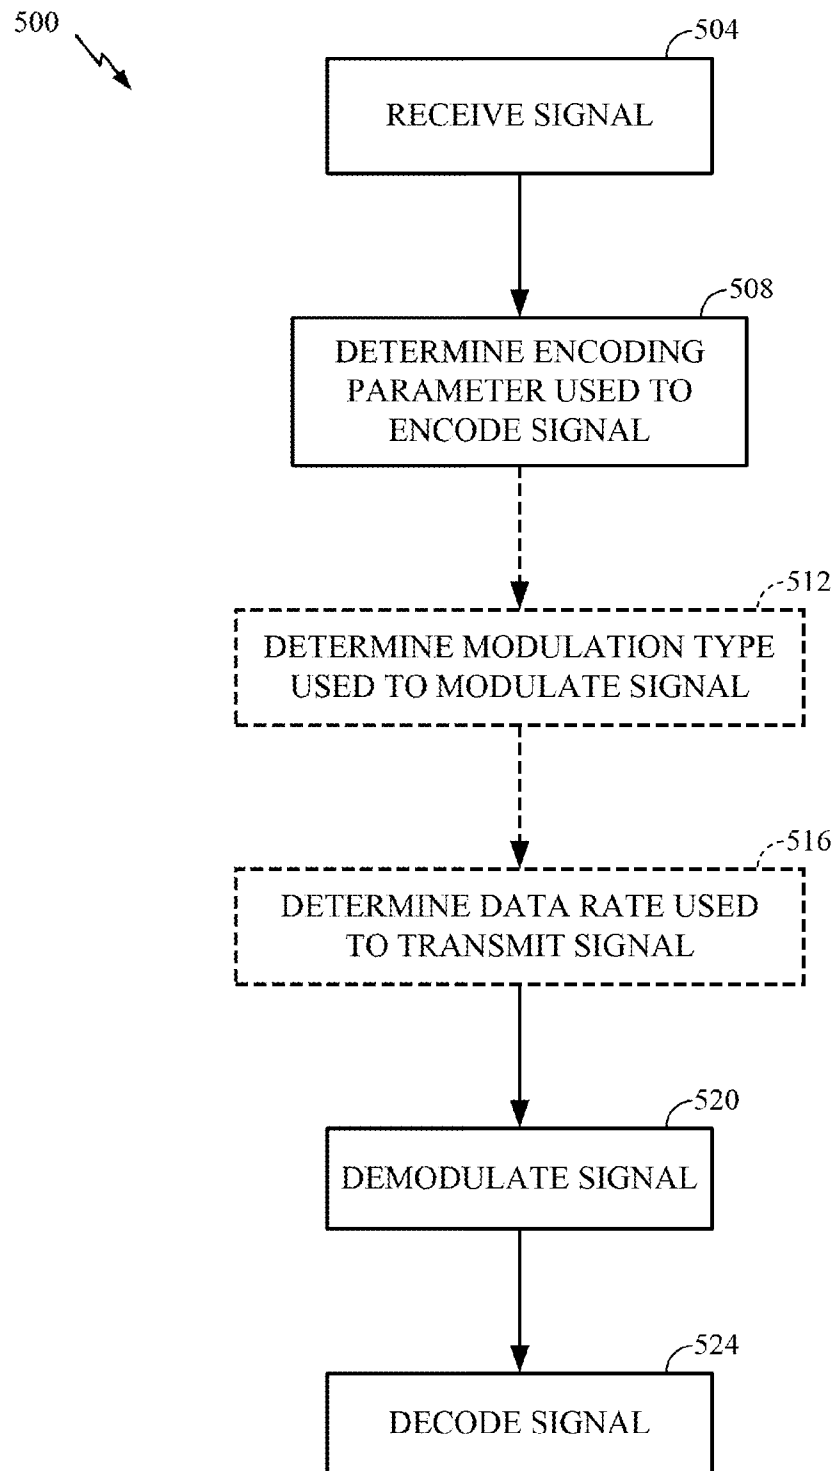 500
504
RECEIVE SIGNAL
508
DETERMINE ENCODING
PARAMETER USED TO
ENCODE SIGNAL
512
DETERMINE MODULATION TYPE
USED TO MODULATE SIGNAL
516
DETERMINE DATA RATE USED
TO TRANSMIT SIGNAL
520
DEMODULATE SIGNAL
524
DECODE SIGNAL